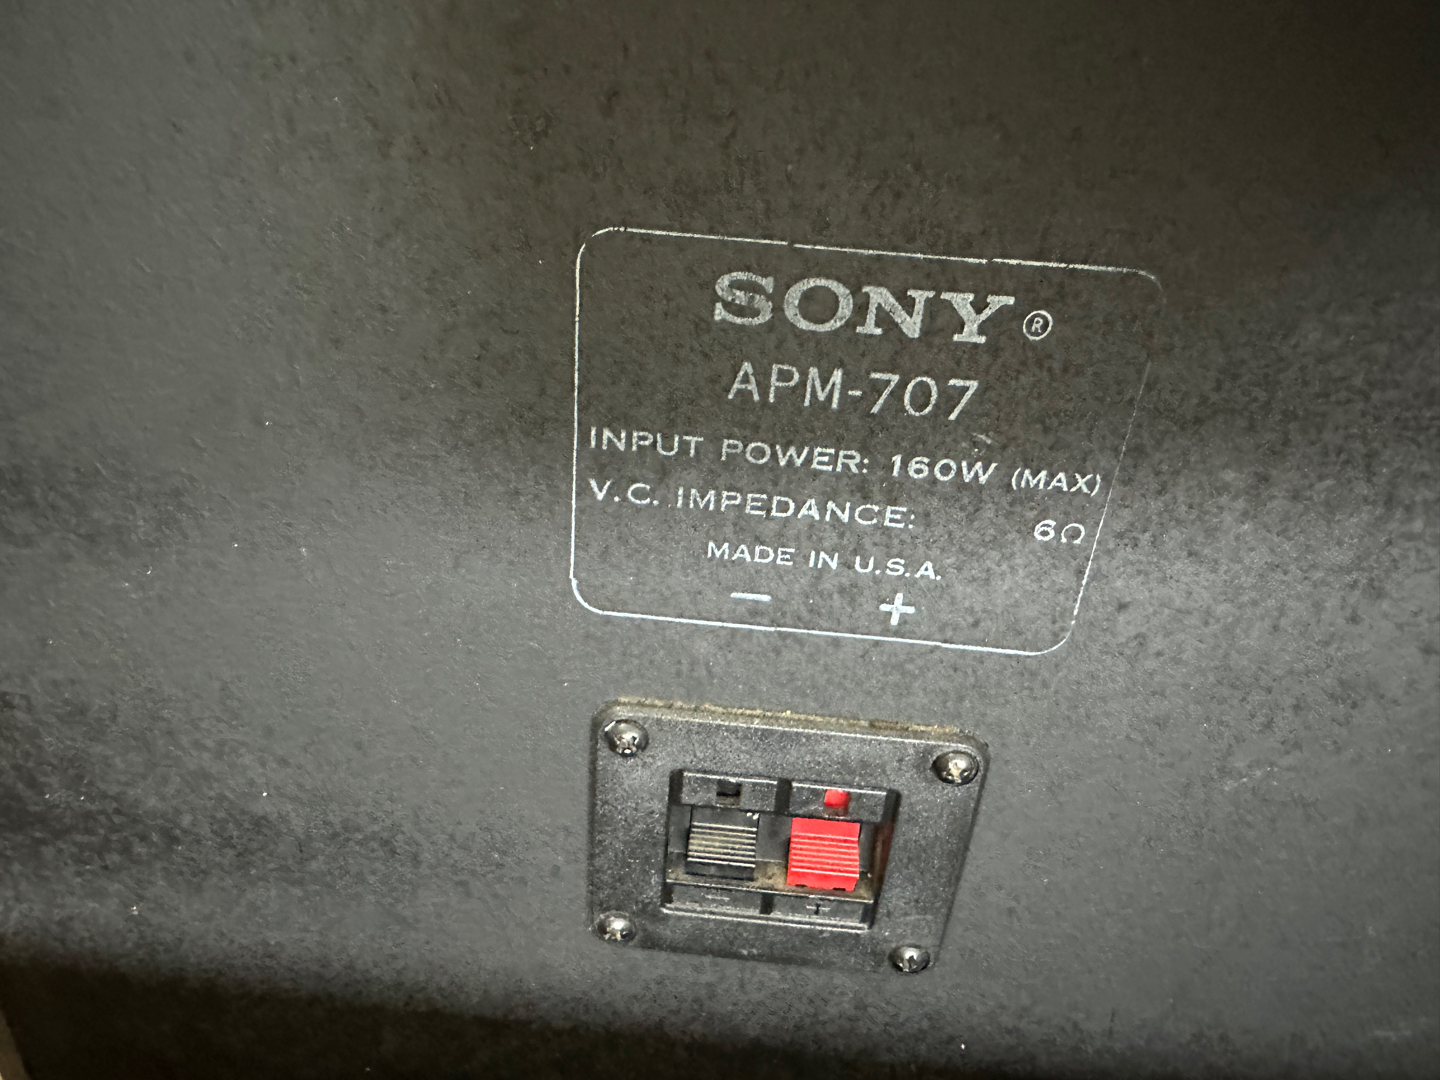 SONY®
APM-707
INPUT POWER: 160W (MAX)
V.C. IMPEDANCE: 6Ω
MADE IN U.S.A.
− +
− +